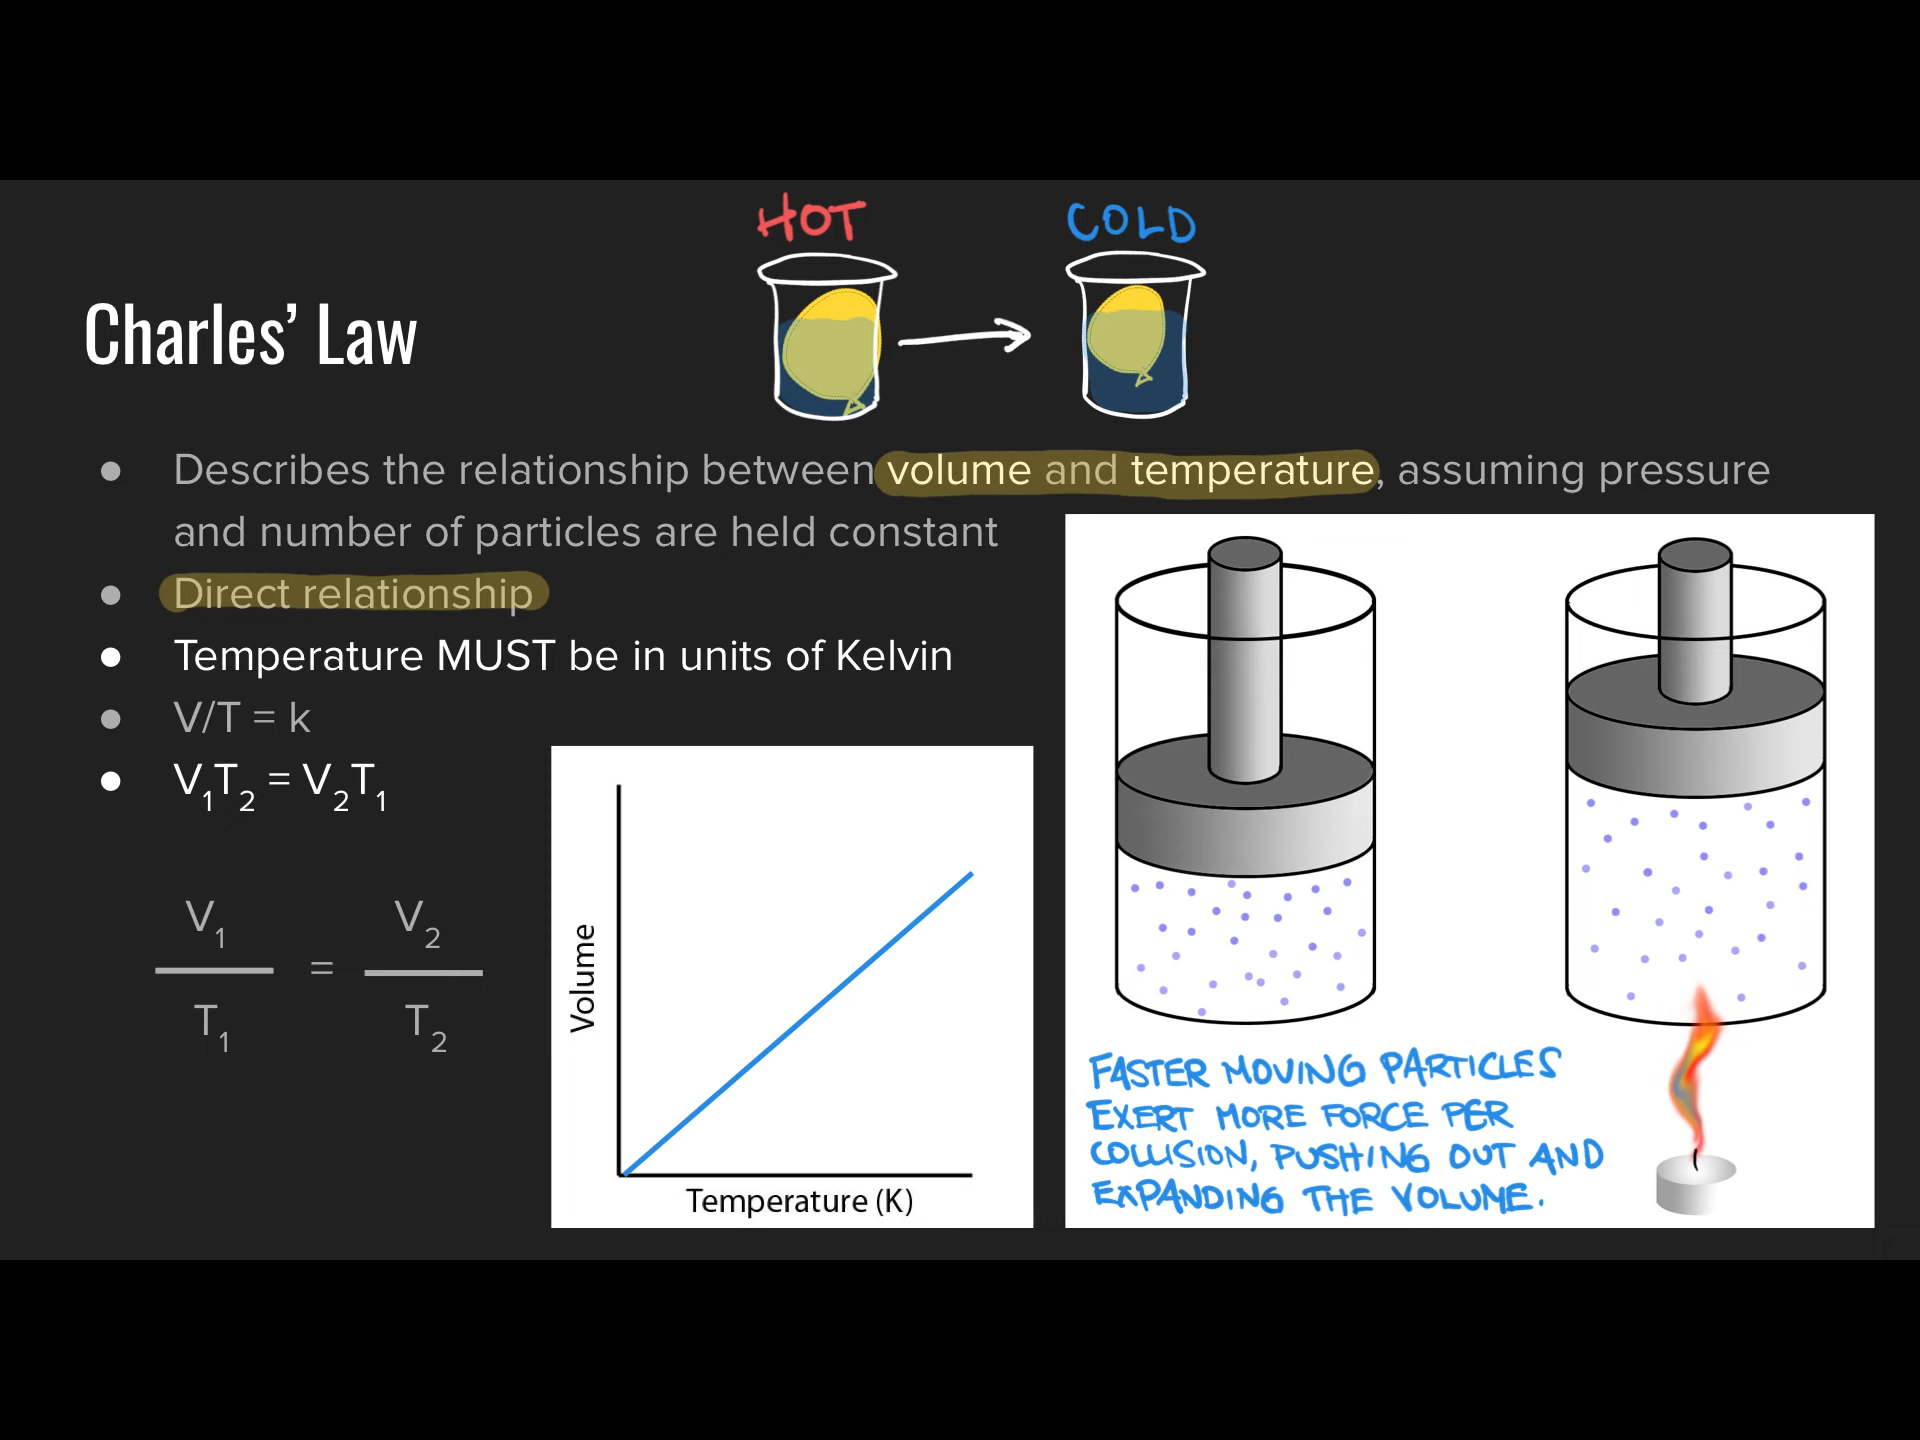 HOT
COLD
Charles’ Law
● Describes the relationship between volume and temperature, assuming pressure
and number of particles are held constant
● Direct relationship
● Temperature MUST be in units of Kelvin
● V/T = k
● V₁T₂ = V₂T₁
V₁ = V₂
T₁ T₂
Volume
Temperature (K)
FASTER MOVING PARTICLES
EXERT MORE FORCE PER
COLLISION, PUSHING OUT AND
EXPANDING THE VOLUME.